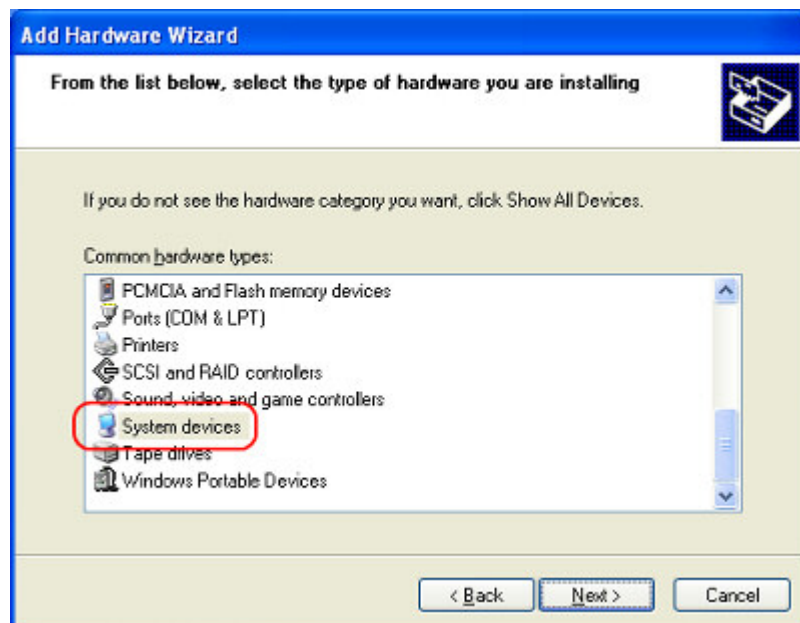 Add Hardware Wizard
From the list below, select the type of hardware you are installing
If you do not see the hardware category you want, click Show All Devices.
Common hardware types:
PCMCIA and Flash memory devices
Ports (COM & LPT)
Printers
SCSI and RAID controllers
Sound, video and game controllers
System devices
Tape drives
Windows Portable Devices
< Back Next > Cancel